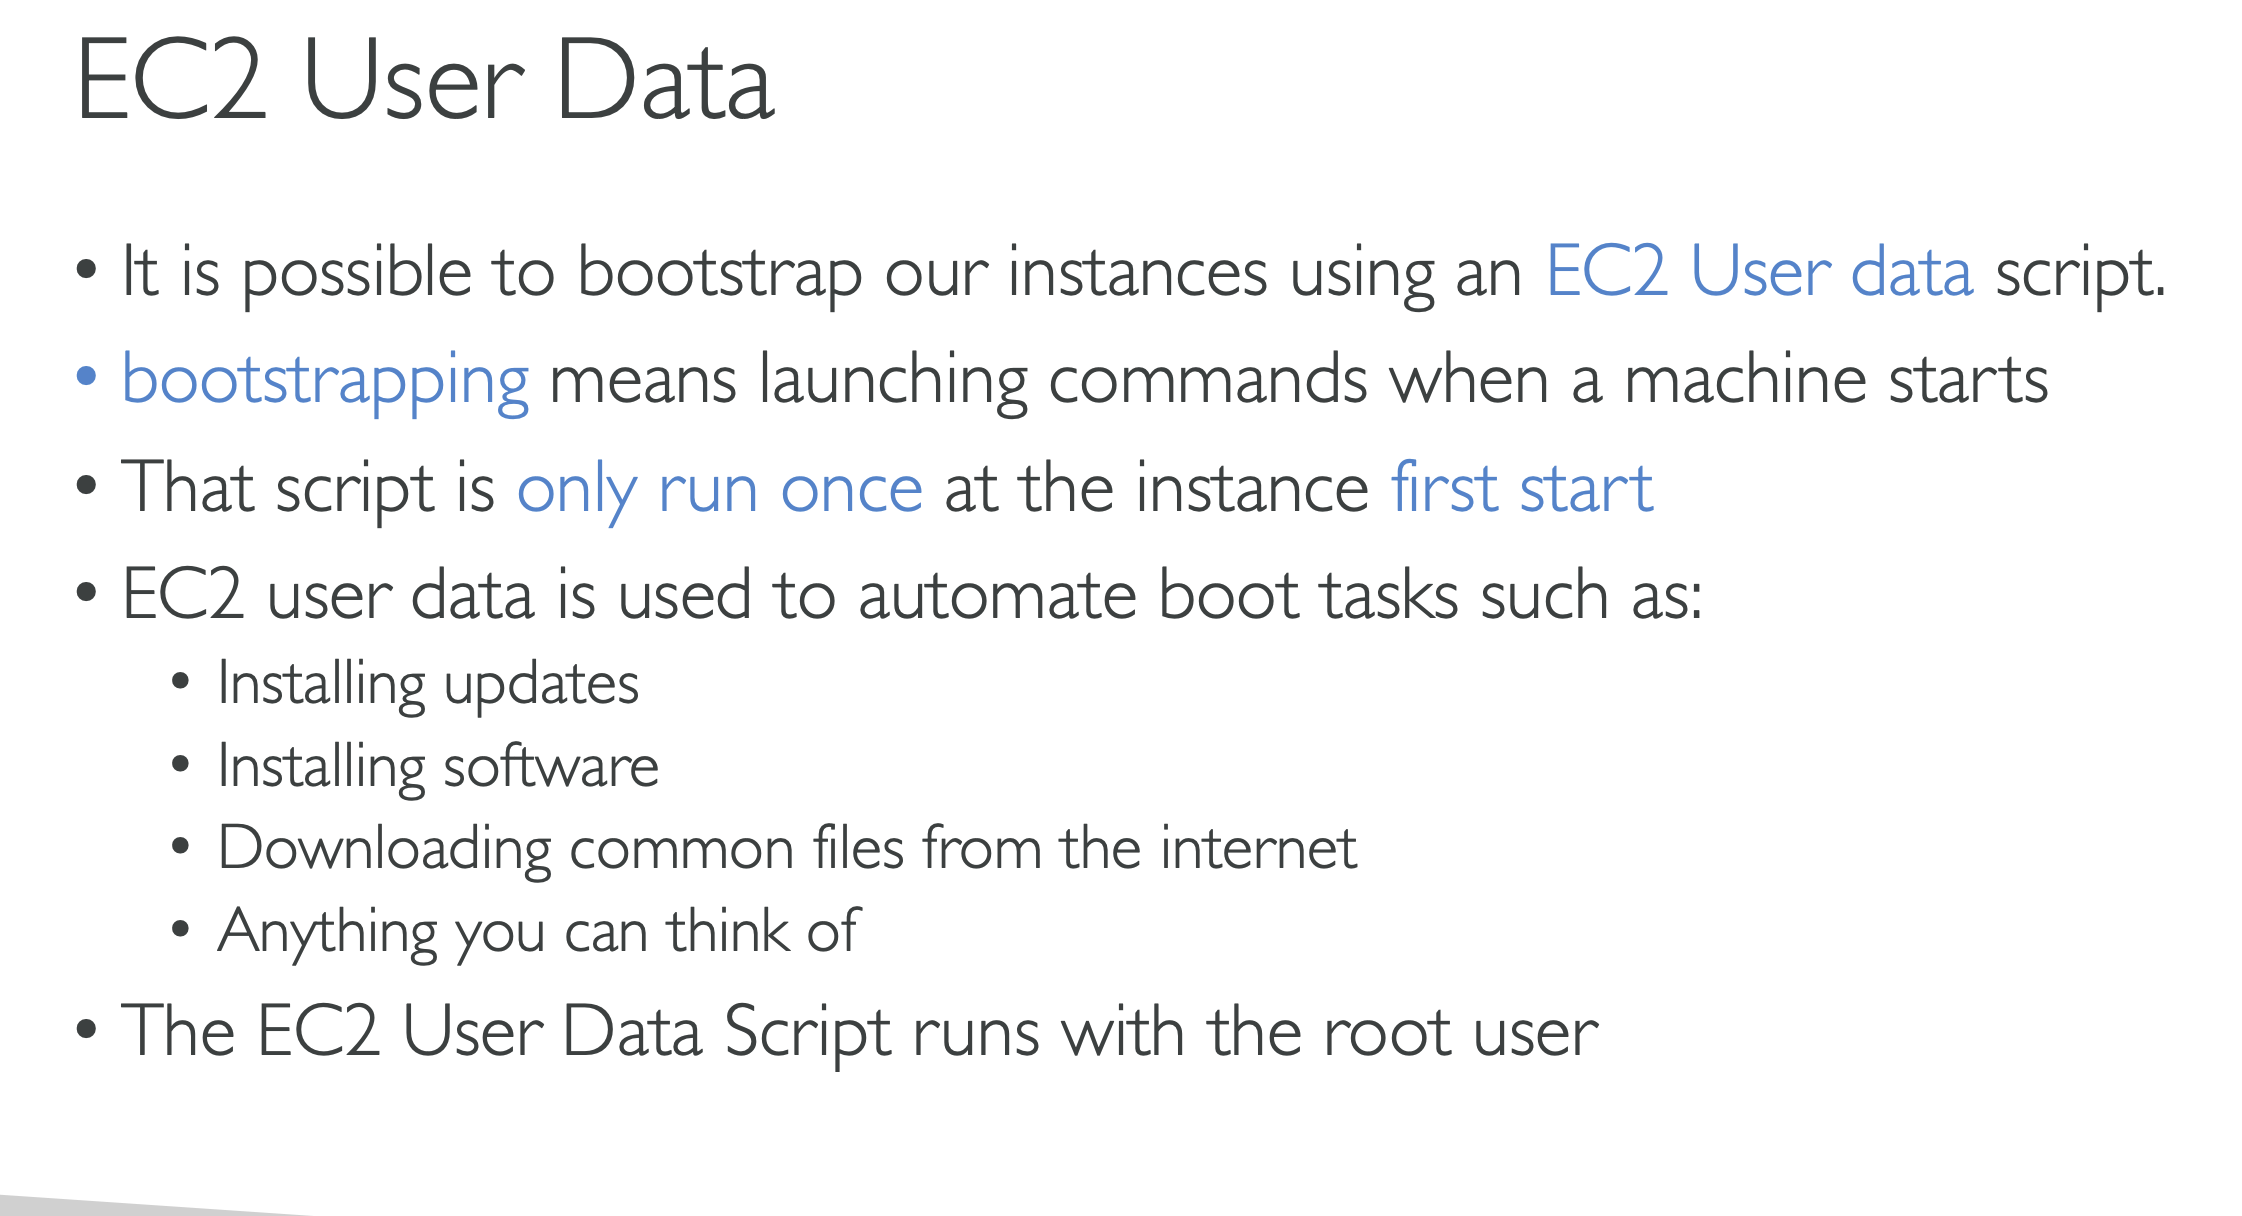 EC2 User Data
• It is possible to bootstrap our instances using an EC2 User data script.
• bootstrapping means launching commands when a machine starts
• That script is only run once at the instance first start
• EC2 user data is used to automate boot tasks such as:
• Installing updates
• Installing software
• Downloading common files from the internet
• Anything you can think of
• The EC2 User Data Script runs with the root user